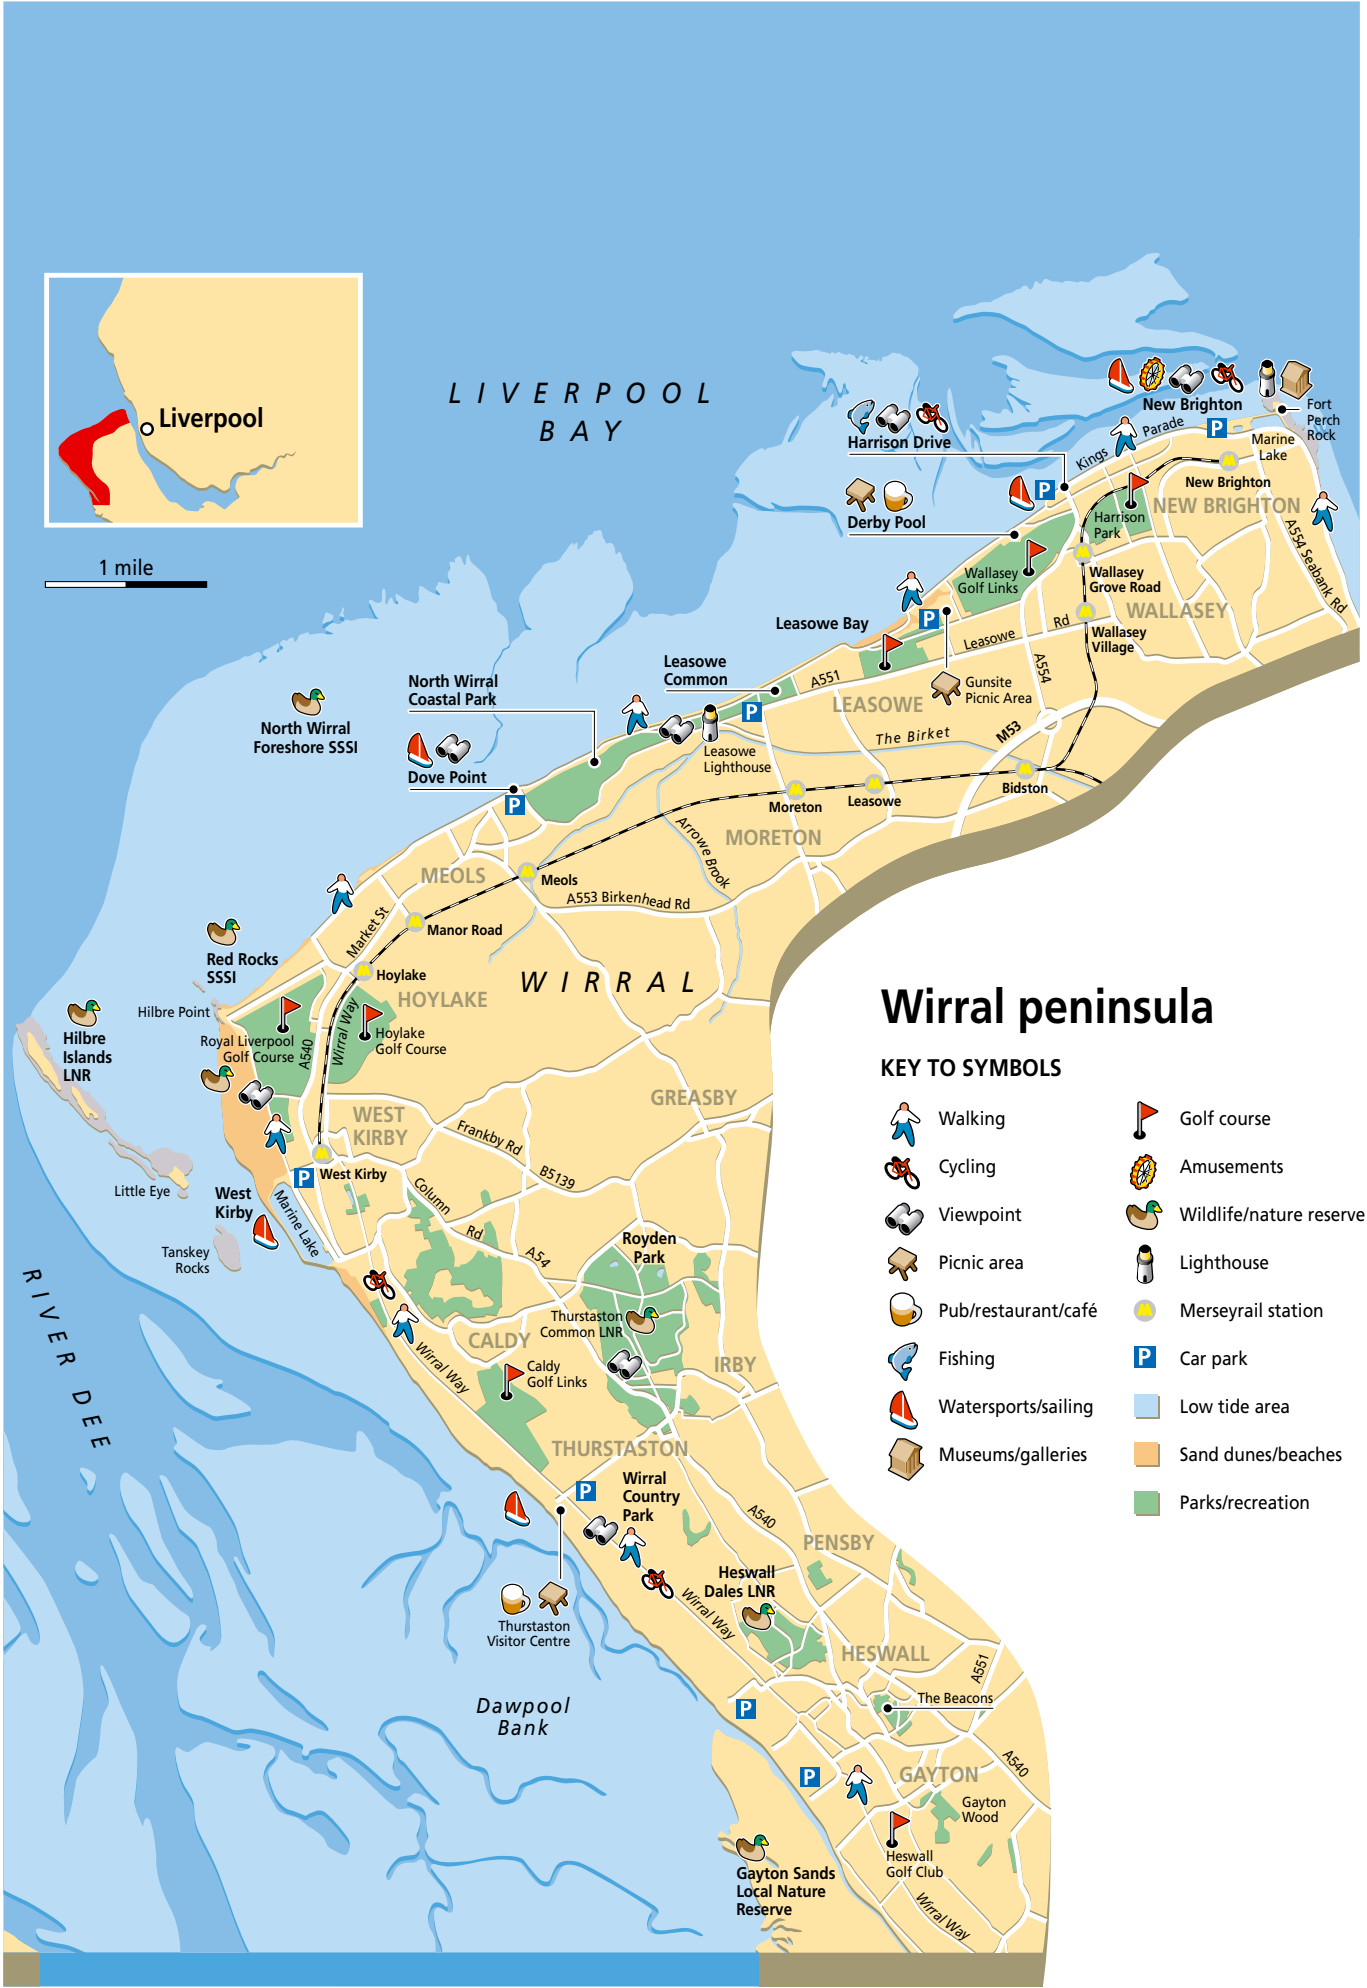 LIVERPOOL
BAY
Liverpool
1 mile
New Brighton
Fort
Perch
Rock
Harrison Drive
Kings
Parade
Marine
Lake
New Brighton
NEW BRIGHTON
Derby Pool
Harrison
Park
A554 Seabank Rd
Wallasey
Golf Links
Wallasey
Grove Road
WALLASEY
Leasowe Bay
Leasowe
Rd
Wallasey
Village
Leasowe
Common
A551
A554
Gunsite
Picnic Area
North Wirral
Coastal Park
LEASOWE
North Wirral
Foreshore SSSI
M53
The Birket
Leasowe
Lighthouse
Dove Point
Moreton
Leasowe
Bidston
MORETON
Arrowe Brook
MEOLS
Meols
A553 Birkenhead Rd
Market St
Manor Road
Red Rocks
SSSI
Hoylake
WIRRAL
HOYLAKE
Hilbre Point
Hilbre
Islands
LNR
Royal Liverpool
Golf Course
A540
Wirral Way
Hoylake
Golf Course
GREASBY
WEST
KIRBY
Frankby Rd
B5139
West Kirby
Little Eye
West
Kirby
Marine Lake
Column
Rd
A54
Tanskey
Rocks
Royden
Park
RIVER DEE
Thurstaston
Common LNR
CALDY
Wirral Way
Caldy
Golf Links
IRBY
THURSTASTON
Wirral
Country
Park
A540
PENSBY
Heswall
Dales LNR
Wirral Way
Thurstaston
Visitor Centre
HESWALL
A551
The Beacons
Dawpool
Bank
A540
GAYTON
Gayton
Wood
Heswall
Golf Club
Gayton Sands
Local Nature
Reserve
Wirral Way
Wirral peninsula
KEY TO SYMBOLS
Walking
Cycling
Viewpoint
Picnic area
Pub/restaurant/café
Fishing
Watersports/sailing
Museums/galleries
Golf course
Amusements
Wildlife/nature reserve
Lighthouse
Merseyrail station
P
Car park
Low tide area
Sand dunes/beaches
Parks/recreation
P
P
P
P
P
P
P
P
P